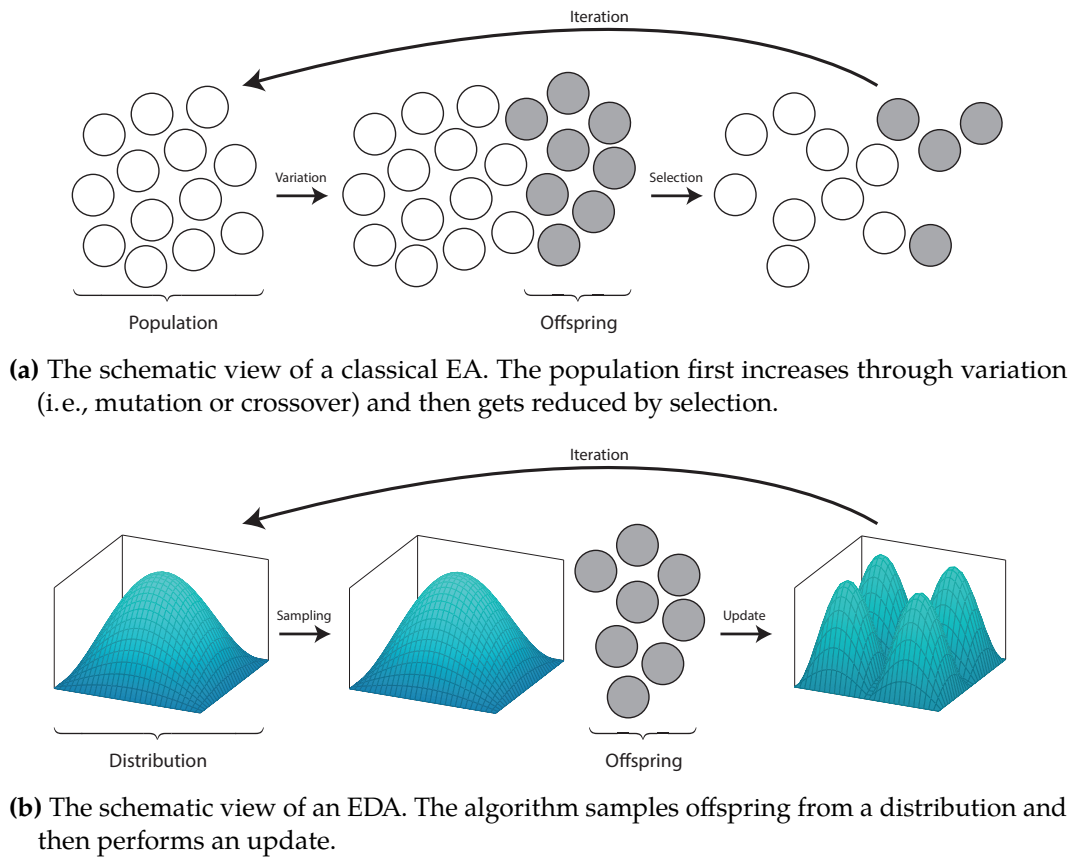 Iteration
Variation
Selection
Population
Offspring
(a) The schematic view of a classical EA. The population first increases through variation
(i.e., mutation or crossover) and then gets reduced by selection.
Iteration
Sampling
Update
Distribution
Offspring
(b) The schematic view of an EDA. The algorithm samples offspring from a distribution and
then performs an update.